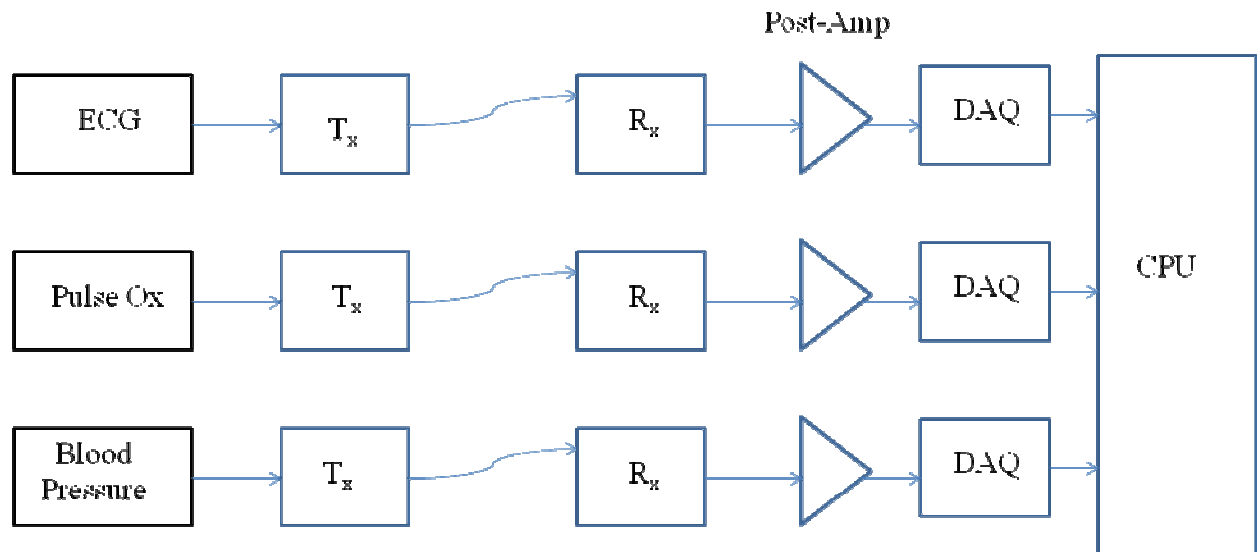 Post-Amp
ECG
Tx
Rx
DAQ
CPU
Pulse Ox
Tx
Rx
DAQ
Blood
Pressure
Tx
Rx
DAQ